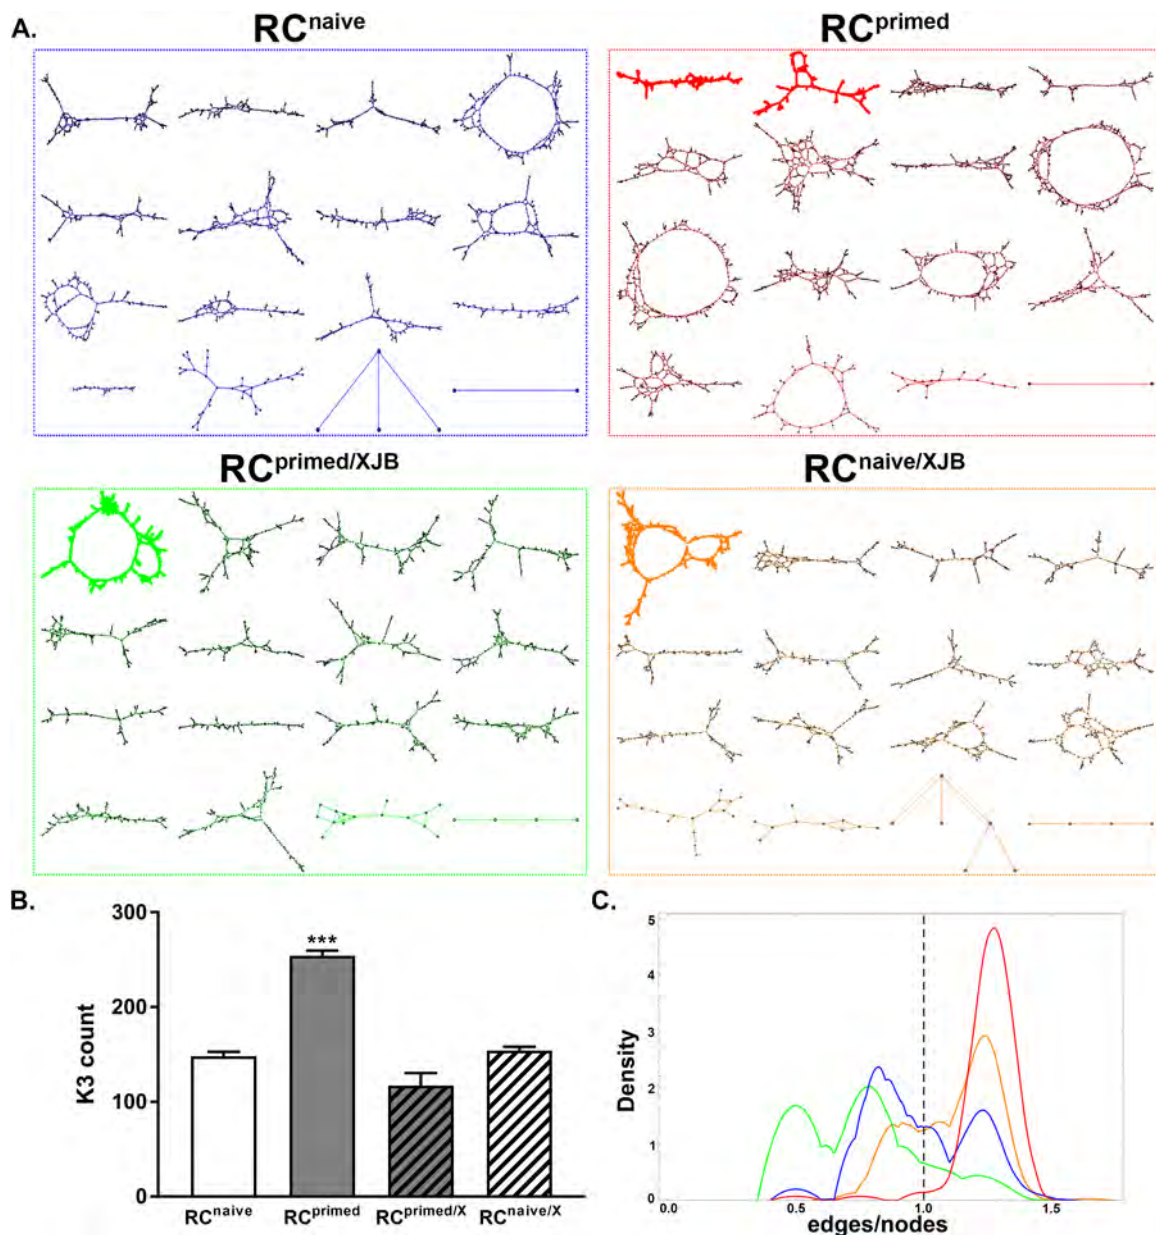 A.
RCnaive
RCprimed
RCprimed/XJB
RCnaive/XJB
B.
300
200
100
0
K3 count
***
RCnaive
RCprimed
RCprimed/X
RCnaive/X
C.
5
4
3
2
1
0
Density
0.0
0.5
1.0
1.5
edges/nodes